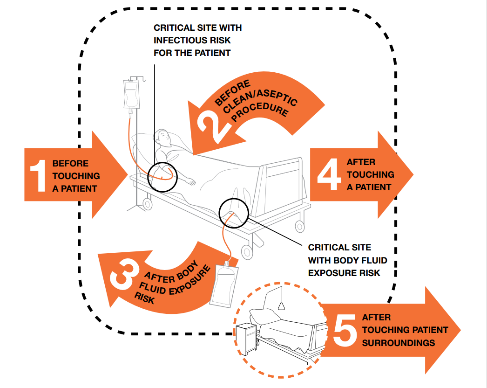 CRITICAL SITE WITH
INFECTIOUS RISK
FOR THE PATIENT
2
BEFORE
CLEAN/ASEPTIC
PROCEDURE
1
BEFORE
TOUCHING
A PATIENT
4
AFTER
TOUCHING
A PATIENT
CRITICAL SITE
WITH BODY FLUID
EXPOSURE RISK
3
AFTER BODY
FLUID EXPOSURE
RISK
5
AFTER
TOUCHING PATIENT
SURROUNDINGS